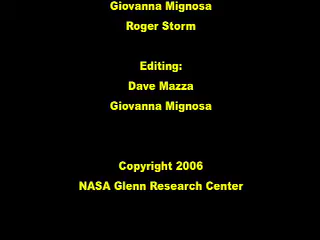 Giovanna Mignosa
Roger Storm
Editing:
Dave Mazza
Giovanna Mignosa
Copyright 2006
NASA Glenn Research Center